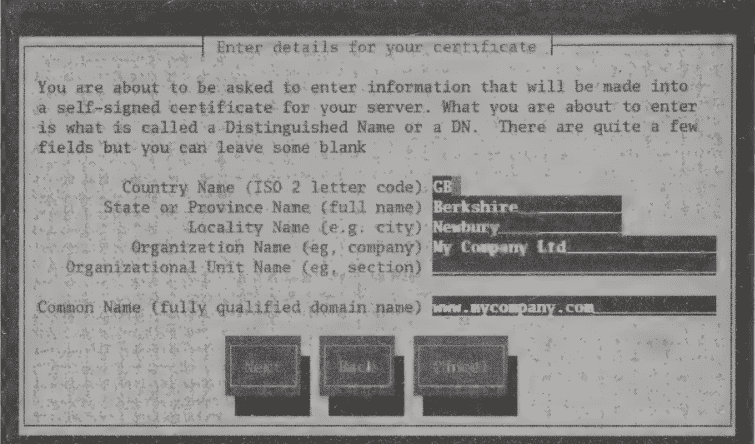 Enter details for your certificate
You are about to be asked to enter information that will be made into
a self-signed certificate for your server. What you are about to enter
is what is called a Distinguished Name or a DN. There are quite a few
fields but you can leave some blank
Country Name (ISO 2 letter code) GB
State or Province Name (full name) Berkshire
Locality Name (e.g. city) Newbury
Organization Name (eg, company) My Company Ltd
Organizational Unit Name (eg, section)
Common Name (fully qualified domain name) www.mycompany.com
Next Back Cancel